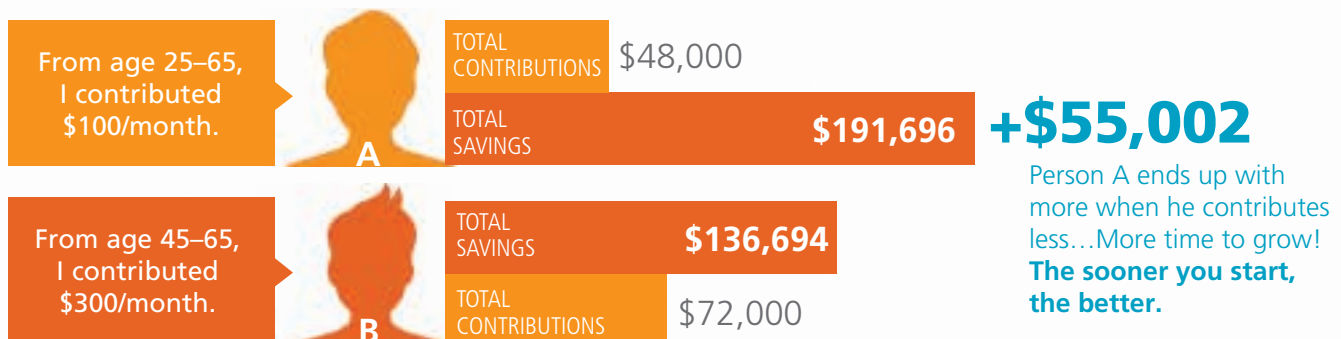 From age 25–65,
I contributed
$100/month.
A
TOTAL
CONTRIBUTIONS
$48,000
TOTAL
SAVINGS
$191,696
+$55,002
Person A ends up with
more when he contributes
less...More time to grow!
The sooner you start,
the better.
From age 45–65,
I contributed
$300/month.
B
TOTAL
SAVINGS
$136,694
TOTAL
CONTRIBUTIONS
$72,000